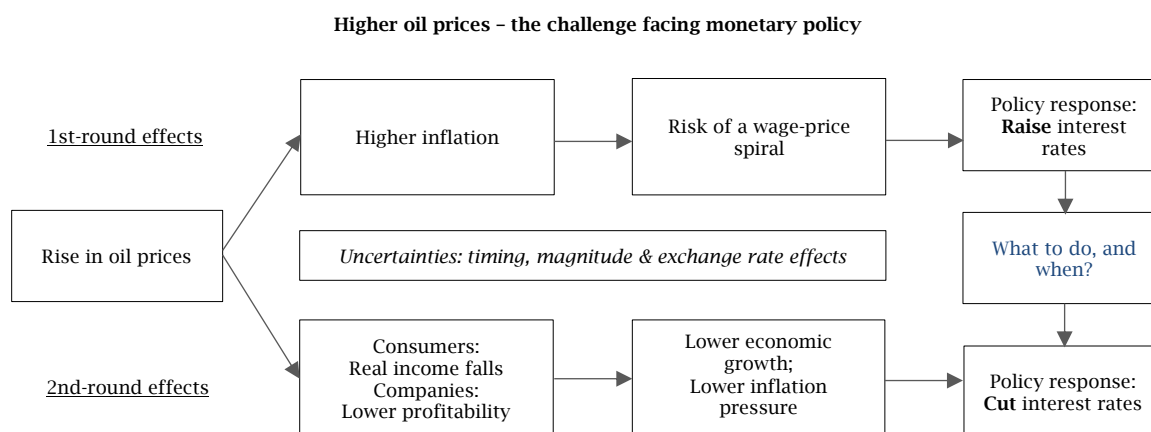 Higher oil prices – the challenge facing monetary policy
1st-round effects
Higher inflation
Risk of a wage-price
spiral
Policy response:
Raise interest
rates
Rise in oil prices
Uncertainties: timing, magnitude & exchange rate effects
What to do, and
when?
2nd-round effects
Consumers:
Real income falls
Companies:
Lower profitability
Lower economic
growth;
Lower inflation
pressure
Policy response:
Cut interest rates